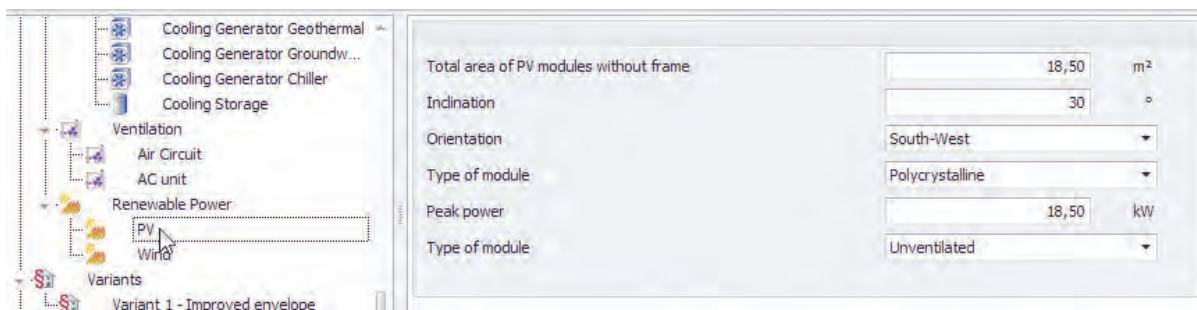 Cooling Generator Geothermal
Cooling Generator Groundw...
Cooling Generator Chiller
Cooling Storage
Ventilation
Air Circuit
AC unit
Renewable Power
PV
Wind
§ Variants
§ Variant 1 - Improved envelope
Total area of PV modules without frame 18,50 m²
Inclination 30 °
Orientation South-West
Type of module Polycrystalline
Peak power 18,50 kW
Type of module Unventilated